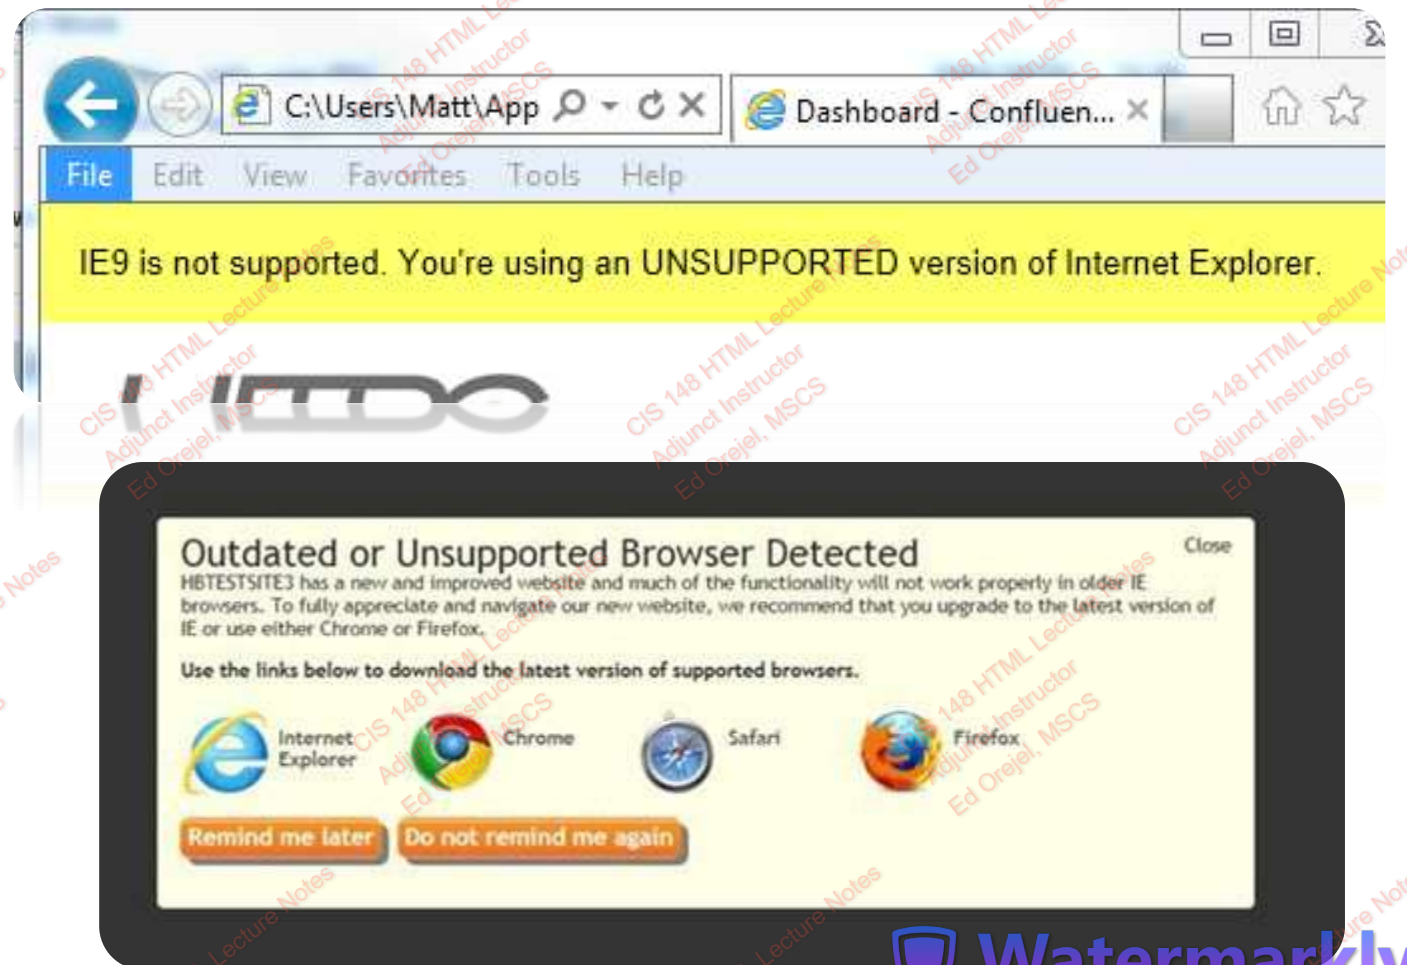 C:\Users\Matt\App
Dashboard - Confluen...
File Edit View Favorites Tools Help
IE9 is not supported. You're using an UNSUPPORTED version of Internet Explorer.
Outdated or Unsupported Browser Detected
Close
HBTESTSITE3 has a new and improved website and much of the functionality will not work properly in older IE
browsers. To fully appreciate and navigate our new website, we recommend that you upgrade to the latest version of
IE or use either Chrome or Firefox.
Use the links below to download the latest version of supported browsers.
Internet
Explorer
Chrome
Safari
Firefox
Remind me later
Do not remind me again
CIS 148 HTML Lecture Notes
Adjunct Instructor
Ed Orejel, MSCS
Watermarkly